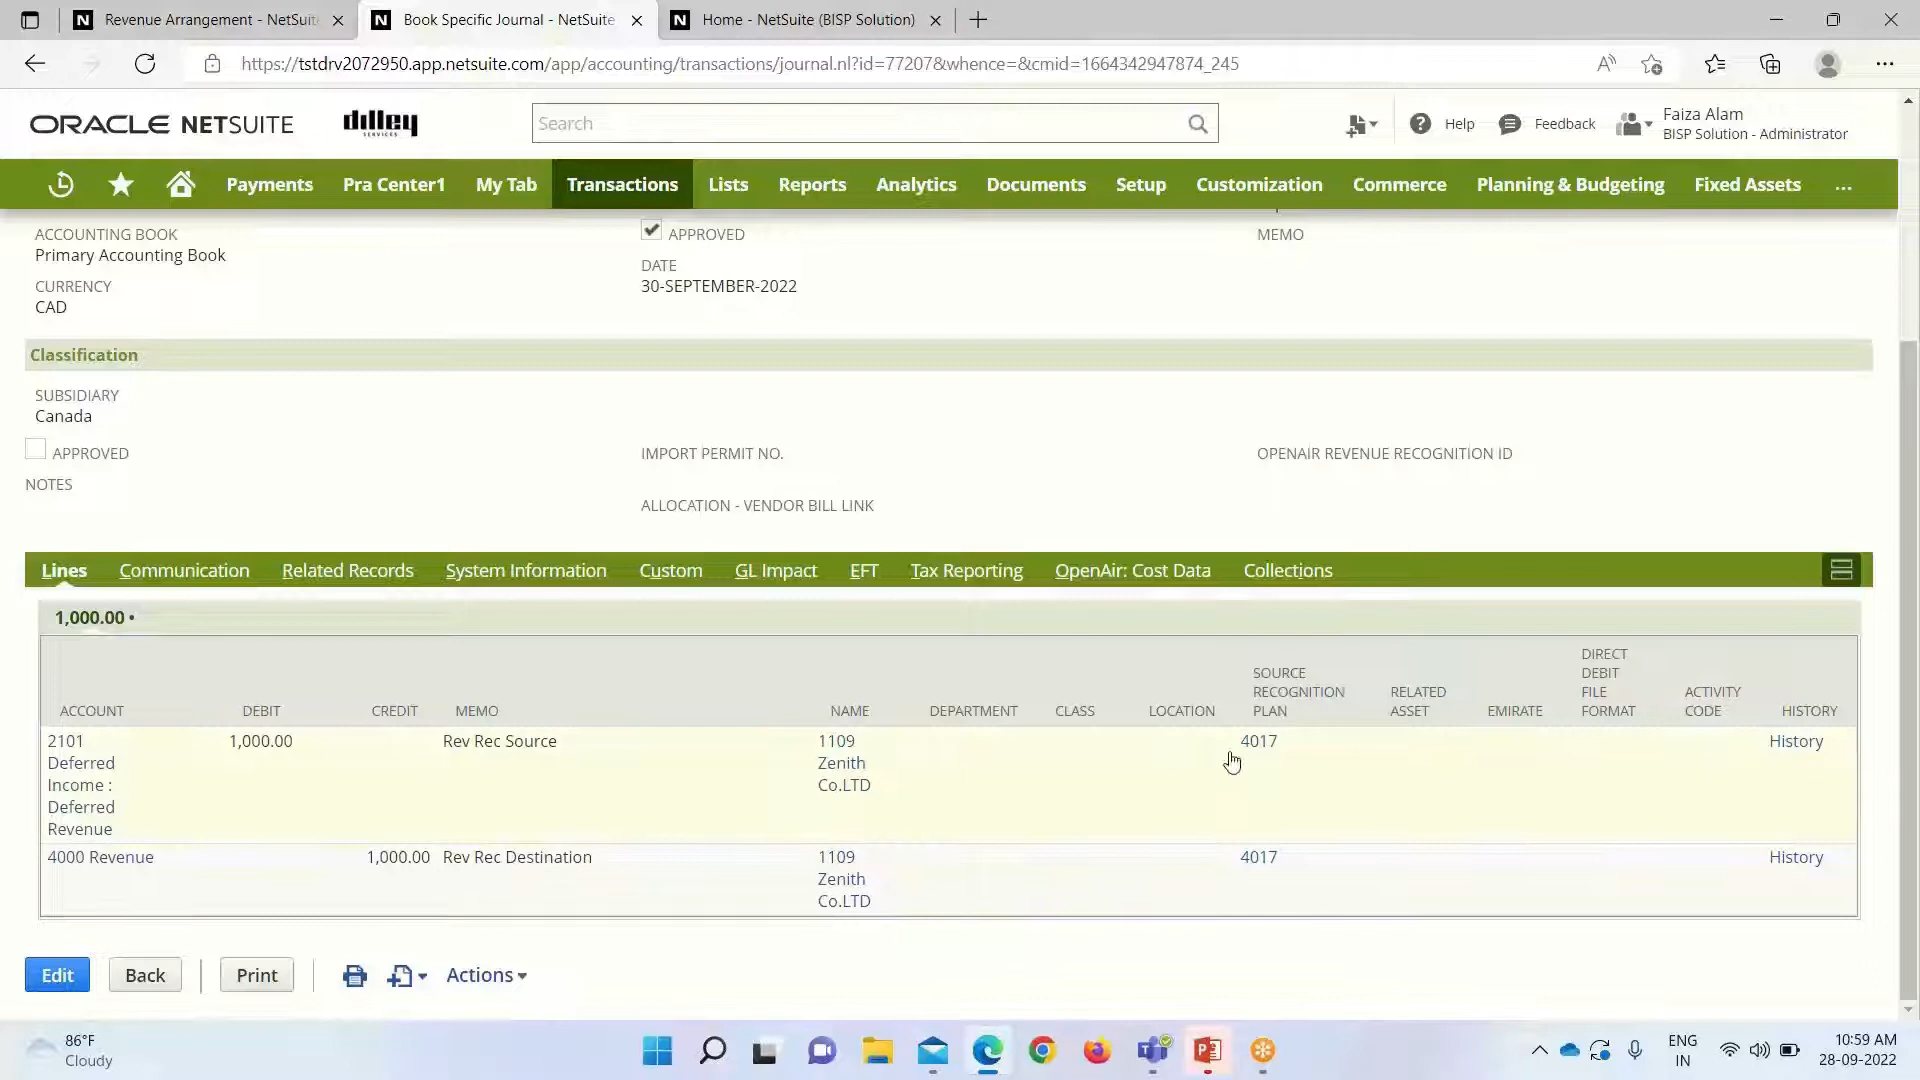 Revenue Arrangement - NetSuit
Book Specific Journal - NetSuite
Home - NetSuite (BISP Solution)
https://tstdrv2072950.app.netsuite.com/app/accounting/transactions/journal.nl?id=77207&whence=&cmid=1664342947874_245
ORACLE NETSUITE
dilley
SERVICES
Search
Help
Feedback
Faiza Alam
BISP Solution - Administrator
Payments Pra Center1 My Tab Transactions Lists Reports Analytics Documents Setup Customization Commerce Planning & Budgeting Fixed Assets ...
ACCOUNTING BOOK
Primary Accounting Book
CURRENCY
CAD
APPROVED
DATE
30-SEPTEMBER-2022
MEMO
Classification
SUBSIDIARY
Canada
APPROVED
NOTES
IMPORT PERMIT NO.
ALLOCATION - VENDOR BILL LINK
OPENAIR REVENUE RECOGNITION ID
Lines Communication Related Records System Information Custom GL Impact EFT Tax Reporting OpenAir: Cost Data Collections
1,000.00 •
ACCOUNT DEBIT CREDIT MEMO NAME DEPARTMENT CLASS LOCATION
SOURCE
RECOGNITION
PLAN
RELATED
ASSET
EMIRATE
DIRECT
DEBIT
FILE
FORMAT
ACTIVITY
CODE
HISTORY
2101
Deferred
Income :
Deferred
Revenue
1,000.00
Rev Rec Source
1109
Zenith
Co.LTD
4017
History
4000 Revenue
1,000.00
Rev Rec Destination
1109
Zenith
Co.LTD
4017
History
Edit
Back
Print
Actions
86°F
Cloudy
ENG
IN
10:59 AM
28-09-2022